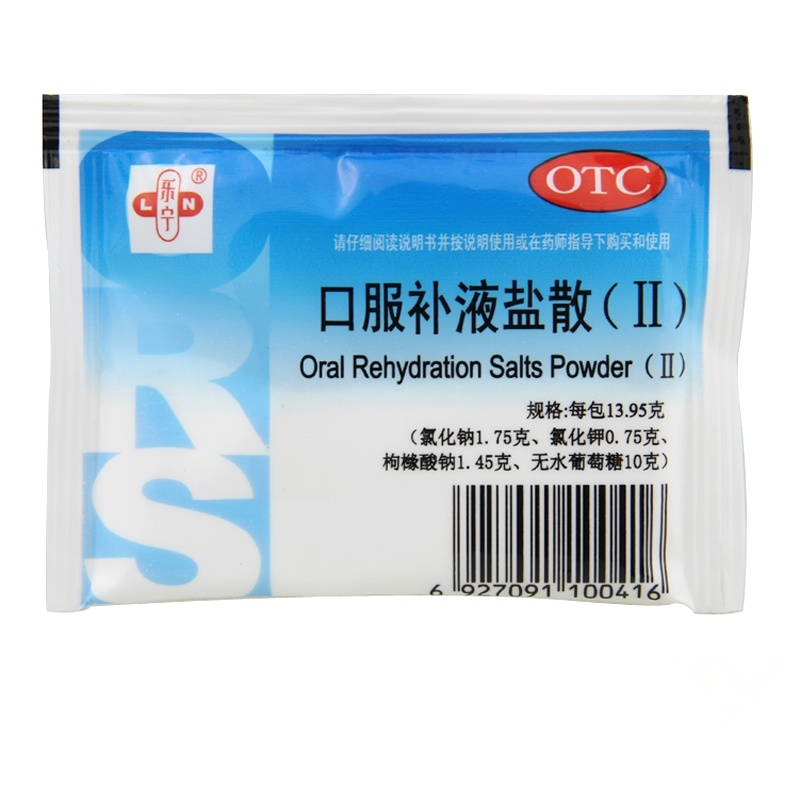 ORS
乐
L N ®
宁
OTC
请仔细阅读说明书并按说明使用或在药师指导下购买和使用
口服补液盐散(Ⅱ)
Oral Rehydration Salts Powder(Ⅱ)
规格:每包13.95克
(氯化钠1.75克、氯化钾0.75克、
枸橼酸钠1.45克、无水葡萄糖10克)
6 927091 100416